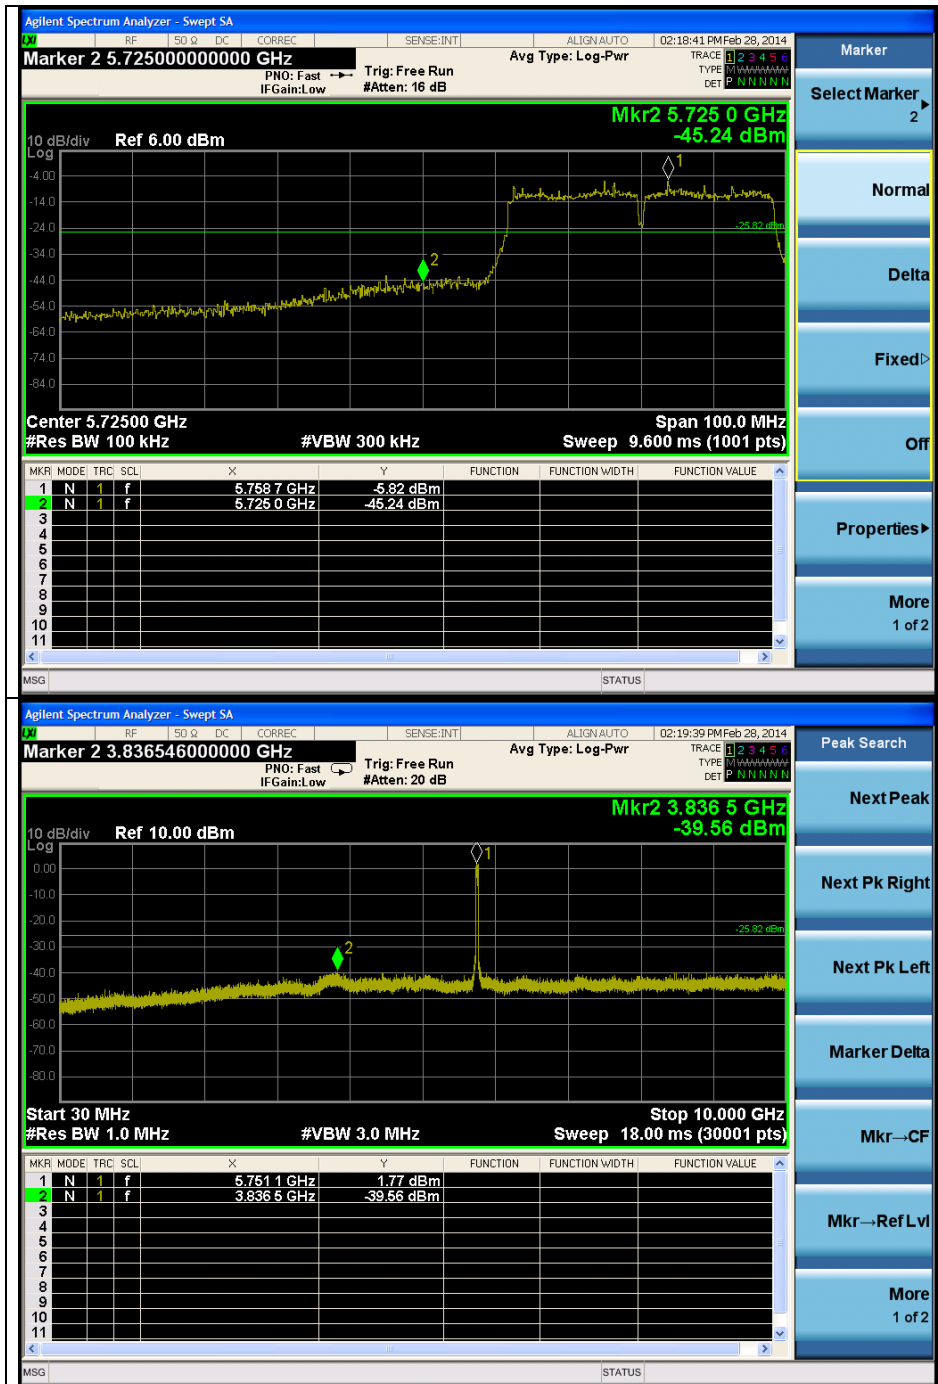 Agilent Spectrum Analyzer - Swept SA
LXI RF 50 Ω DC CORREC SENSE:INT ALIGN AUTO 02:18:41 PM Feb 28, 2014
Marker 2 5.725000000000 GHz
PNO: Fast
IFGain:Low
Trig: Free Run
#Atten: 16 dB
Avg Type: Log-Pwr
TRACE 1 2 3 4 5 6
TYPE M WWWWW
DET P N N N N N
Marker
Select Marker
2
Normal
Delta
Fixed
Off
Properties
More
1 of 2
Mkr2 5.725 0 GHz
-45.24 dBm
10 dB/div
Log
Ref 6.00 dBm
-4.00
-14.0
-24.0
-34.0
-44.0
-54.0
-64.0
-74.0
-84.0
1
-25.82 dBm
2
Center 5.72500 GHz
Span 100.0 MHz
#Res BW 100 kHz
#VBW 300 kHz
Sweep 9.600 ms (1001 pts)
MKR MODE TRC SCL X Y FUNCTION FUNCTION WIDTH FUNCTION VALUE
1 N 1 f 5.758 7 GHz -5.82 dBm
2 N 1 f 5.725 0 GHz -45.24 dBm
3
4
5
6
7
8
9
10
11
MSG STATUS
Agilent Spectrum Analyzer - Swept SA
LXI RF 50 Ω DC CORREC SENSE:INT ALIGN AUTO 02:19:39 PM Feb 28, 2014
Marker 2 3.836546000000 GHz
PNO: Fast
IFGain:Low
Trig: Free Run
#Atten: 20 dB
Avg Type: Log-Pwr
TRACE 1 2 3 4 5 6
TYPE M WWWWW
DET P N N N N N
Peak Search
Next Peak
Next Pk Right
Next Pk Left
Marker Delta
Mkr→CF
Mkr→Ref Lvl
More
1 of 2
Mkr2 3.836 5 GHz
-39.56 dBm
10 dB/div
Log
Ref 10.00 dBm
0.00
-10.0
-20.0
-30.0
-40.0
-50.0
-60.0
-70.0
-80.0
1
-25.82 dBm
2
Start 30 MHz
Stop 10.000 GHz
#Res BW 1.0 MHz
#VBW 3.0 MHz
Sweep 18.00 ms (30001 pts)
MKR MODE TRC SCL X Y FUNCTION FUNCTION WIDTH FUNCTION VALUE
1 N 1 f 5.751 1 GHz 1.77 dBm
2 N 1 f 3.836 5 GHz -39.56 dBm
3
4
5
6
7
8
9
10
11
MSG STATUS